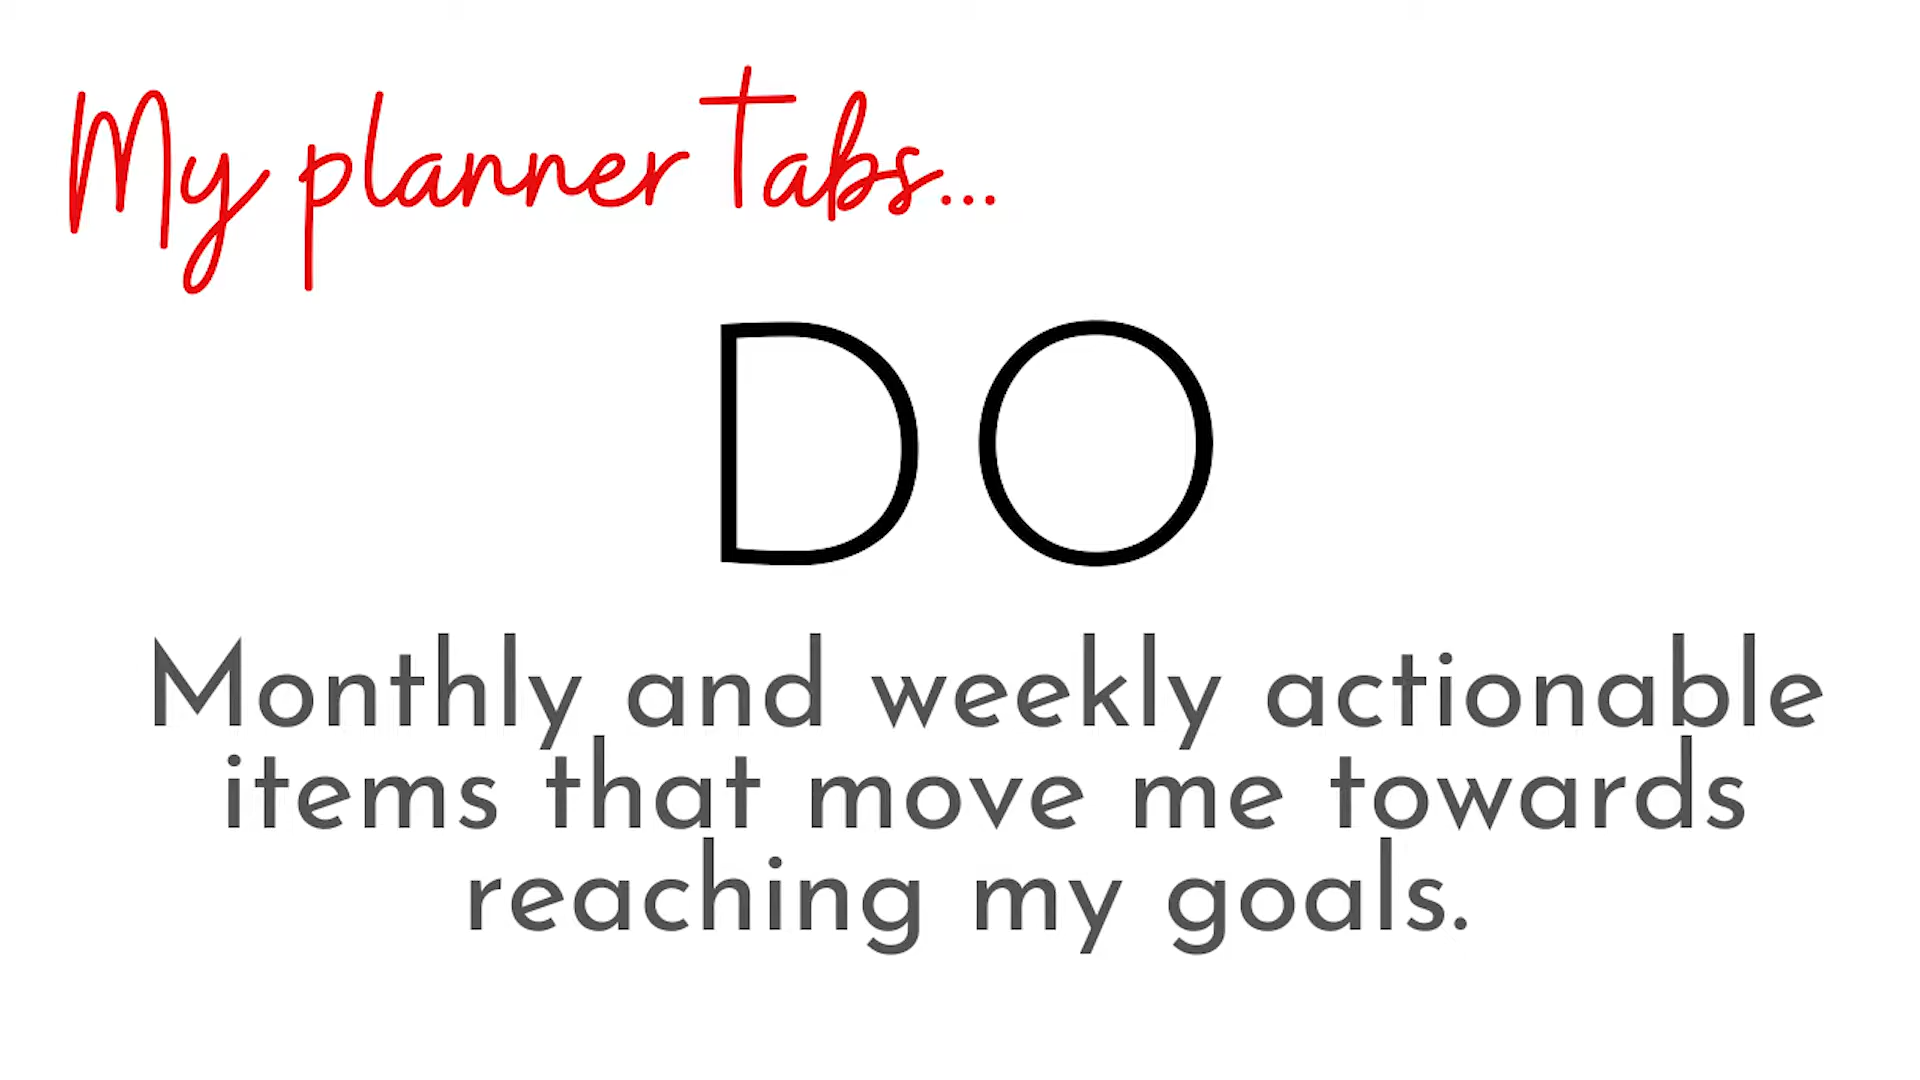 My planner Tabs...
DO
Monthly and weekly actionable
items that move me towards
reaching my goals.